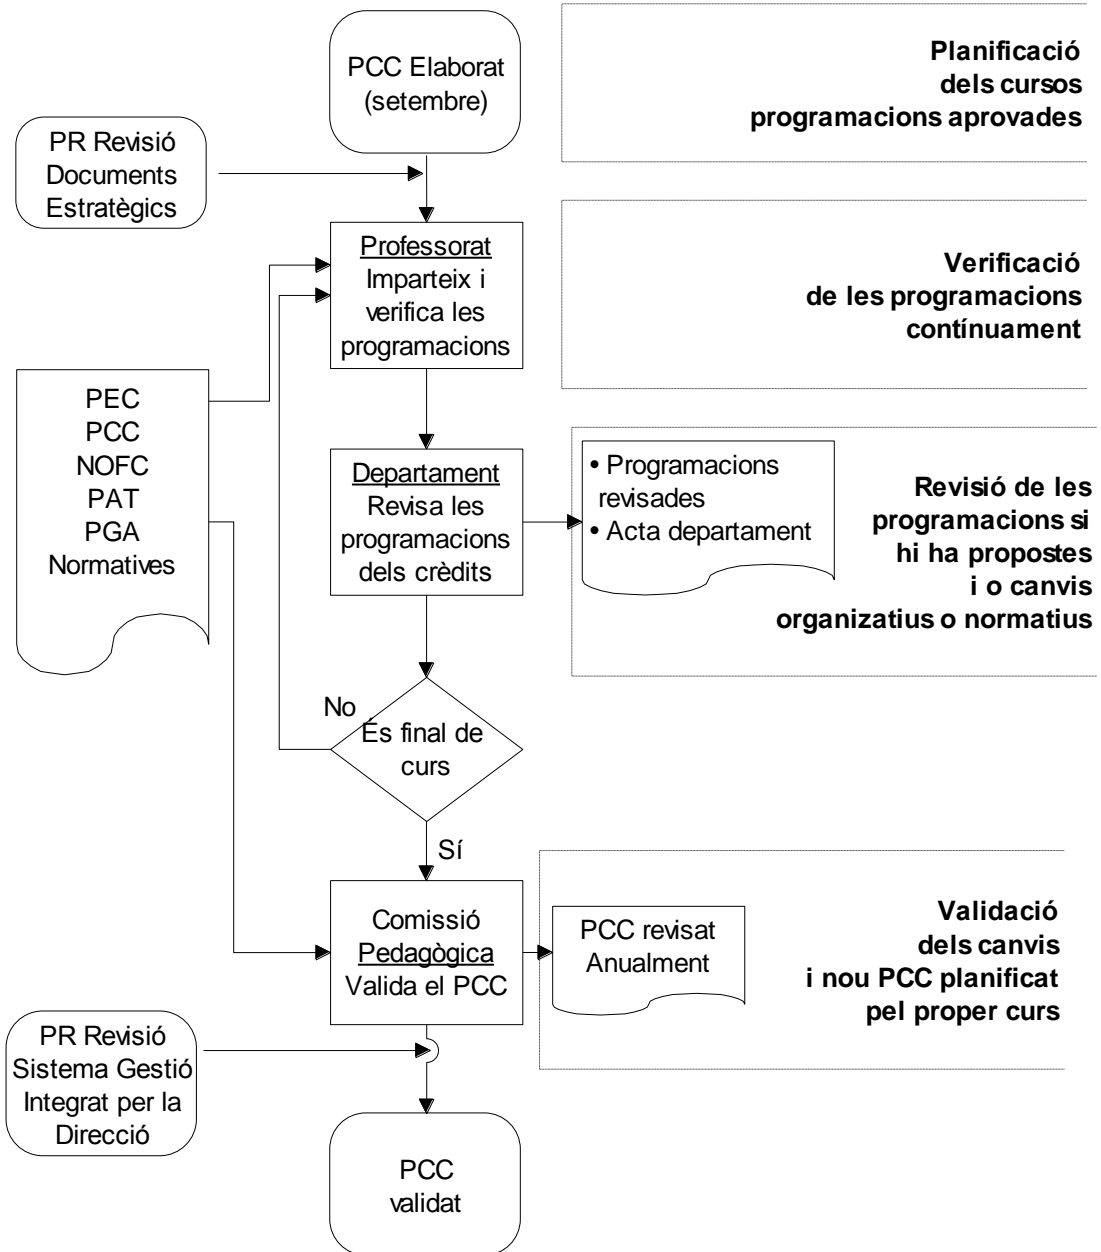 PCC Elaborat
(setembre)
Planificació
dels cursos
programacions aprovades
PR Revisió
Documents
Estratègics
Professorat
Imparteix i
verifica les
programacions
Verificació
de les programacions
contínuament
PEC
PCC
NOFC
PAT
PGA
Normatives
Departament
Revisa les
programacions
dels crèdits
• Programacions
revisades
• Acta departament
Revisió de les
programacions si
hi ha propostes
i o canvis
organizatius o normatius
No
És final de
curs
Sí
Comissió
Pedagògica
Valida el PCC
PCC revisat
Anualment
Validació
dels canvis
i nou PCC planificat
pel proper curs
PR Revisió
Sistema Gestió
Integrat per la
Direcció
PCC
validat